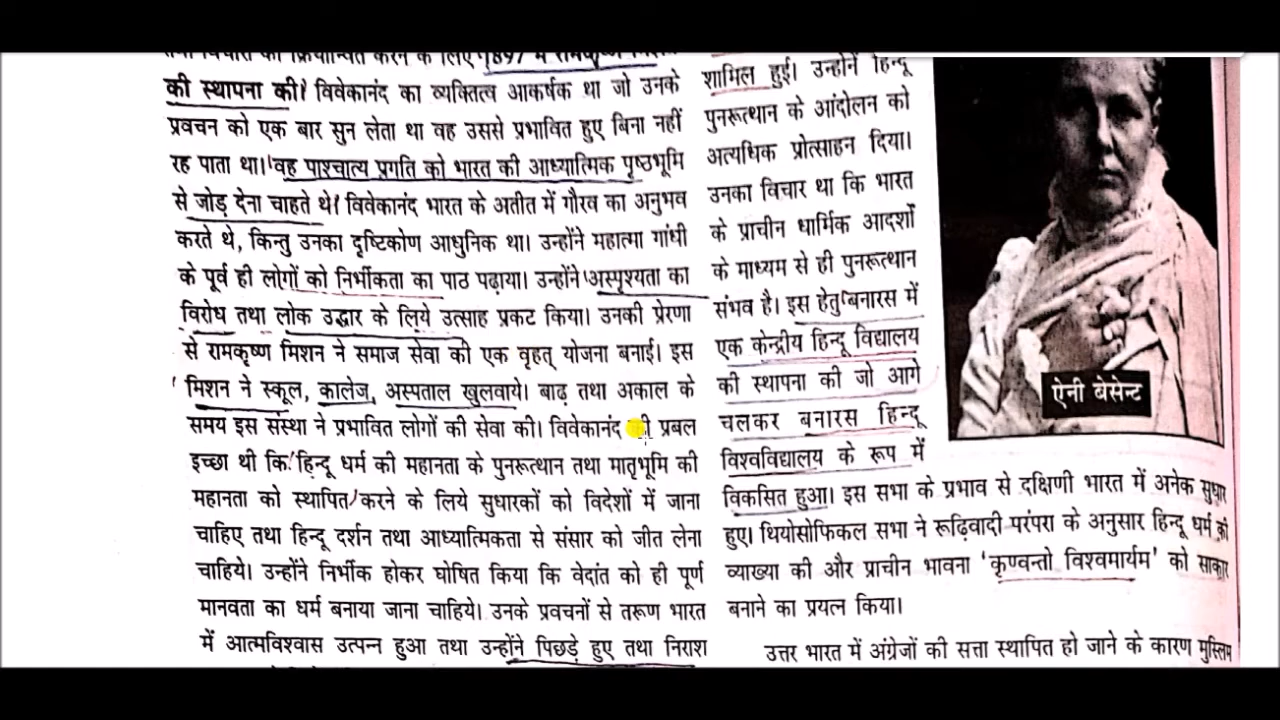 तथा विचारों को क्रियान्वित करने के लिए 1897 में रामकृष्ण मिशन
की स्थापना की। विवेकानंद का व्यक्तित्व आकर्षक था जो उनके
प्रवचन को एक बार सुन लेता था वह उससे प्रभावित हुए बिना नहीं
रह पाता था। वह पाश्चात्य प्रगति को भारत की आध्यात्मिक पृष्ठभूमि
से जोड़ देना चाहते थे। विवेकानंद भारत के अतीत में गौरव का अनुभव
करते थे, किन्तु उनका दृष्टिकोण आधुनिक था। उन्होंने महात्मा गांधी
के पूर्व ही लोगों को निर्भीकता का पाठ पढ़ाया। उन्होंने अस्पृश्यता का
विरोध तथा लोक उद्धार के लिये उत्साह प्रकट किया। उनकी प्रेरणा
से रामकृष्ण मिशन ने समाज सेवा की एक वृहत् योजना बनाई। इस
मिशन ने स्कूल, कालेज, अस्पताल खुलवाये। बाढ़ तथा अकाल के
समय इस संस्था ने प्रभावित लोगों की सेवा की। विवेकानंद की प्रबल
इच्छा थी कि हिन्दू धर्म की महानता के पुनरूत्थान तथा मातृभूमि की
महानता को स्थापित करने के लिये सुधारकों को विदेशों में जाना
चाहिए तथा हिन्दू दर्शन तथा आध्यात्मिकता से संसार को जीत लेना
चाहिये। उन्होंने निर्भीक होकर घोषित किया कि वेदांत को ही पूर्ण
मानवता का धर्म बनाया जाना चाहिये। उनके प्रवचनों से तरूण भारत
में आत्मविश्वास उत्पन्न हुआ तथा उन्होंने पिछड़े हुए तथा निराश
शामिल हुई। उन्होनें हिन्दू
पुनरूत्थान के आंदोलन को
अत्यधिक प्रोत्साहन दिया।
उनका विचार था कि भारत
के प्राचीन धार्मिक आदर्शों
के माध्यम से ही पुनरूत्थान
संभव है। इस हेतु बनारस में
एक केन्द्रीय हिन्दू विद्यालय
की स्थापना की जो आगे
चलकर बनारस हिन्दू
विश्वविद्यालय के रूप में
विकसित हुआ। इस सभा के प्रभाव से दक्षिणी भारत में अनेक सुधार
हुए। थियोसोफिकल सभा ने रूढ़िवादी परंपरा के अनुसार हिन्दू धर्म की
व्याख्या की और प्राचीन भावना 'कृण्वन्तो विश्वमार्यम' को साकार
बनाने का प्रयत्न किया।
उत्तर भारत में अंग्रेजों की सत्ता स्थापित हो जाने के कारण मुस्लिम
ऐनी बेसेन्ट